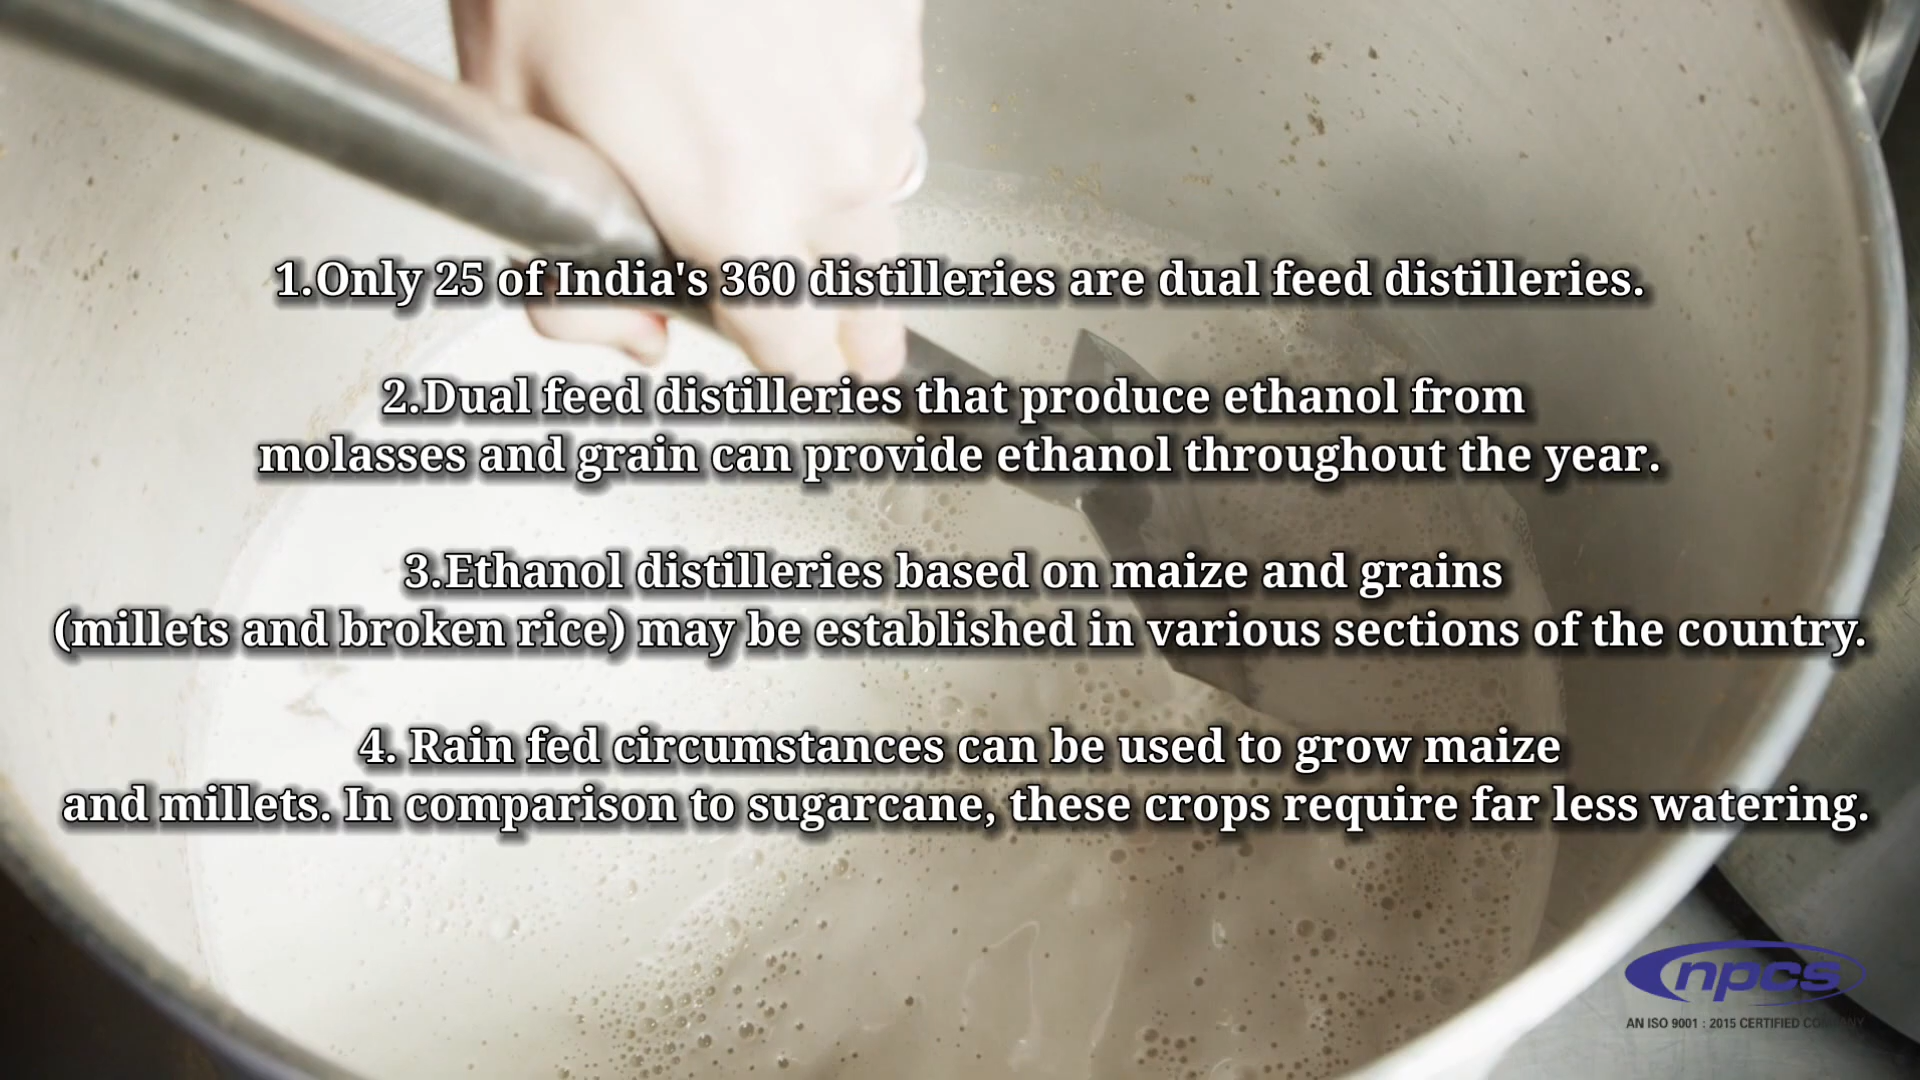 1.Only 25 of India's 360 distilleries are dual feed distilleries.
2.Dual feed distilleries that produce ethanol from
molasses and grain can provide ethanol throughout the year.
3.Ethanol distilleries based on maize and grains
(millets and broken rice) may be established in various sections of the country.
4. Rain fed circumstances can be used to grow maize
and millets. In comparison to sugarcane, these crops require far less watering.
npcs
AN ISO 9001 : 2015 CERTIFIED COMPANY